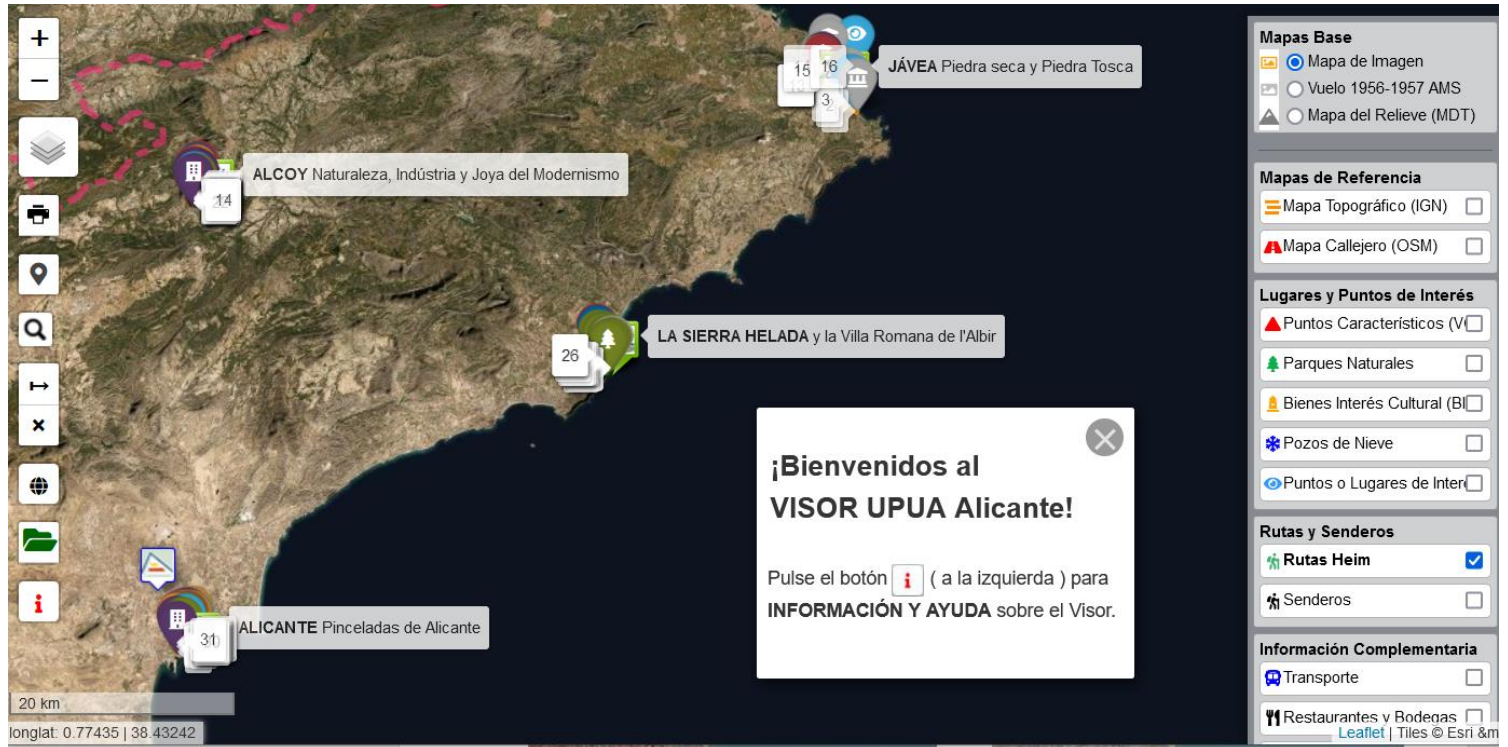 +
−
JÁVEA Piedra seca y Piedra Tosca
15
16
3
ALCOY Naturaleza, Indústria y Joya del Modernismo
14
LA SIERRA HELADA y la Villa Romana de l'Albir
26
ALICANTE Pinceladas de Alicante
31
20 km
longlat: 0.77435 | 38.43242
i
¡Bienvenidos al
VISOR UPUA Alicante!
Pulse el botón i ( a la izquierda ) para
INFORMACIÓN Y AYUDA sobre el Visor.
Mapas Base
Mapa de Imagen
Vuelo 1956-1957 AMS
Mapa del Relieve (MDT)
Mapas de Referencia
Mapa Topográfico (IGN)
Mapa Callejero (OSM)
Lugares y Puntos de Interés
Puntos Característicos (V
Parques Naturales
Bienes Interés Cultural (BI
Pozos de Nieve
Puntos o Lugares de Inter
Rutas y Senderos
Rutas Heim
Senderos
Información Complementaria
Transporte
Restaurantes y Bodegas
Leaflet | Tiles © Esri &m